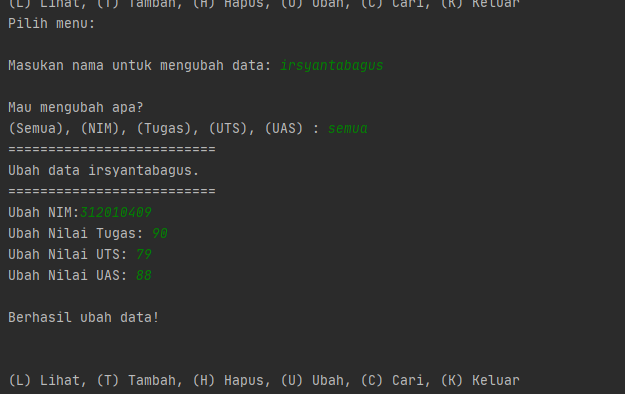 (L) Lihat, (T) Tambah, (H) Hapus, (U) Ubah, (C) Cari, (K) Keluar
Pilih menu:
Masukan nama untuk mengubah data: irsyantabagus
Mau mengubah apa?
(Semua), (NIM), (Tugas), (UTS), (UAS) : semua
==========================
Ubah data irsyantabagus.
==========================
Ubah NIM:312010409
Ubah Nilai Tugas: 90
Ubah Nilai UTS: 79
Ubah Nilai UAS: 88
Berhasil ubah data!
(L) Lihat, (T) Tambah, (H) Hapus, (U) Ubah, (C) Cari, (K) Keluar